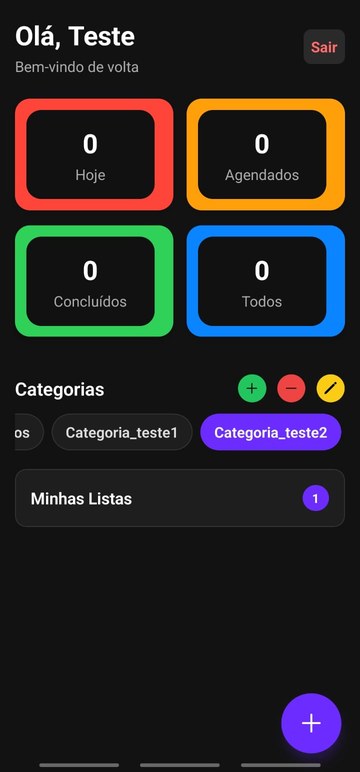 Olá, Teste
Sair
Bem-vindo de volta
0
Hoje
0
Agendados
0
Concluídos
0
Todos
Categorias
os
Categoria_teste1
Categoria_teste2
Minhas Listas
1